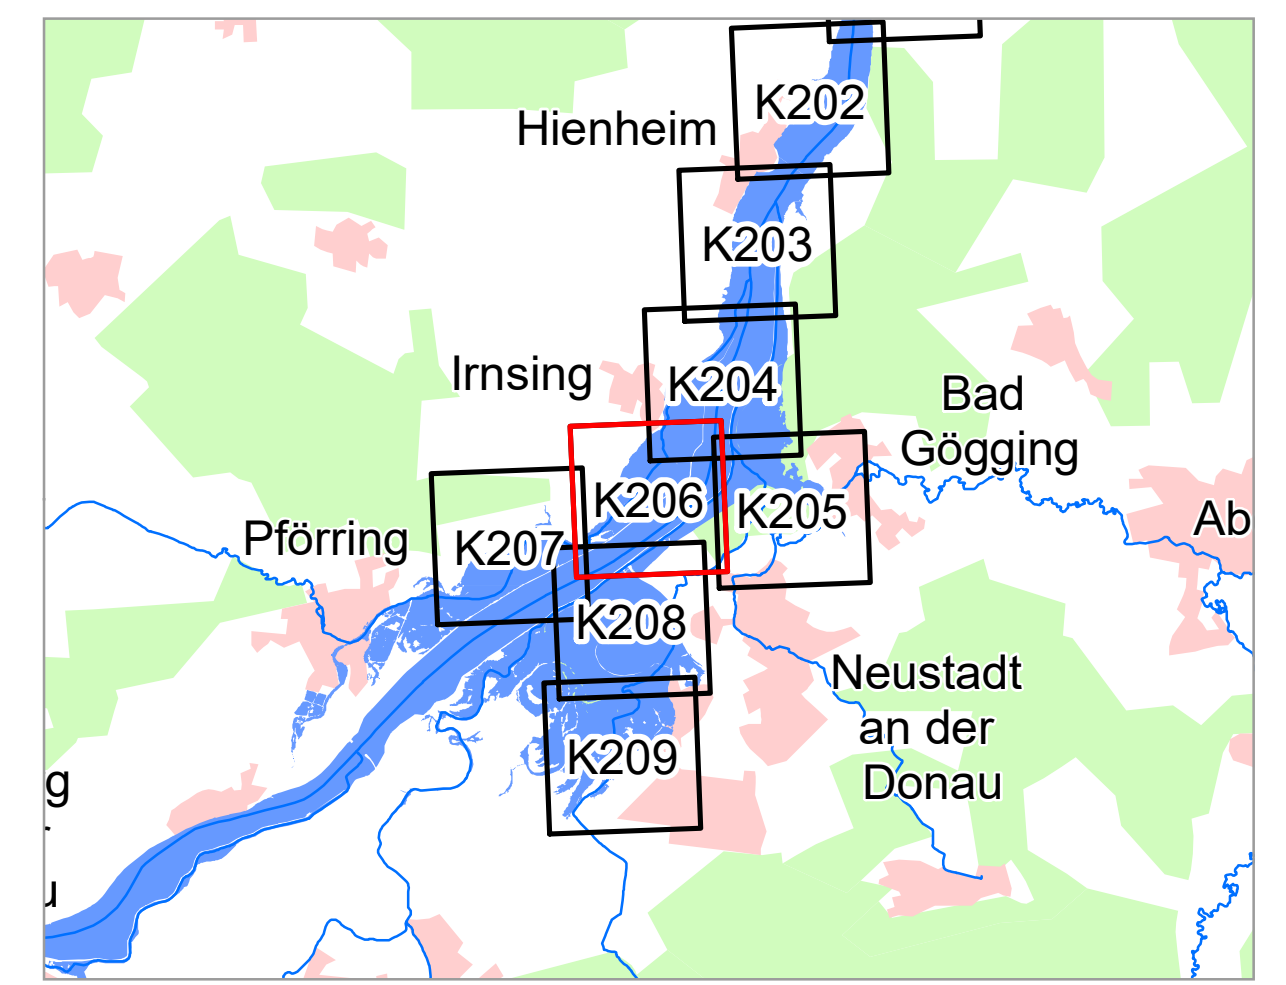 K202
Hienheim
K203
Irnsing
K204
Bad
Gögging
K206
K205
Ab
Pförring
K207
K208
Neustadt
an der
Donau
K209
g
u